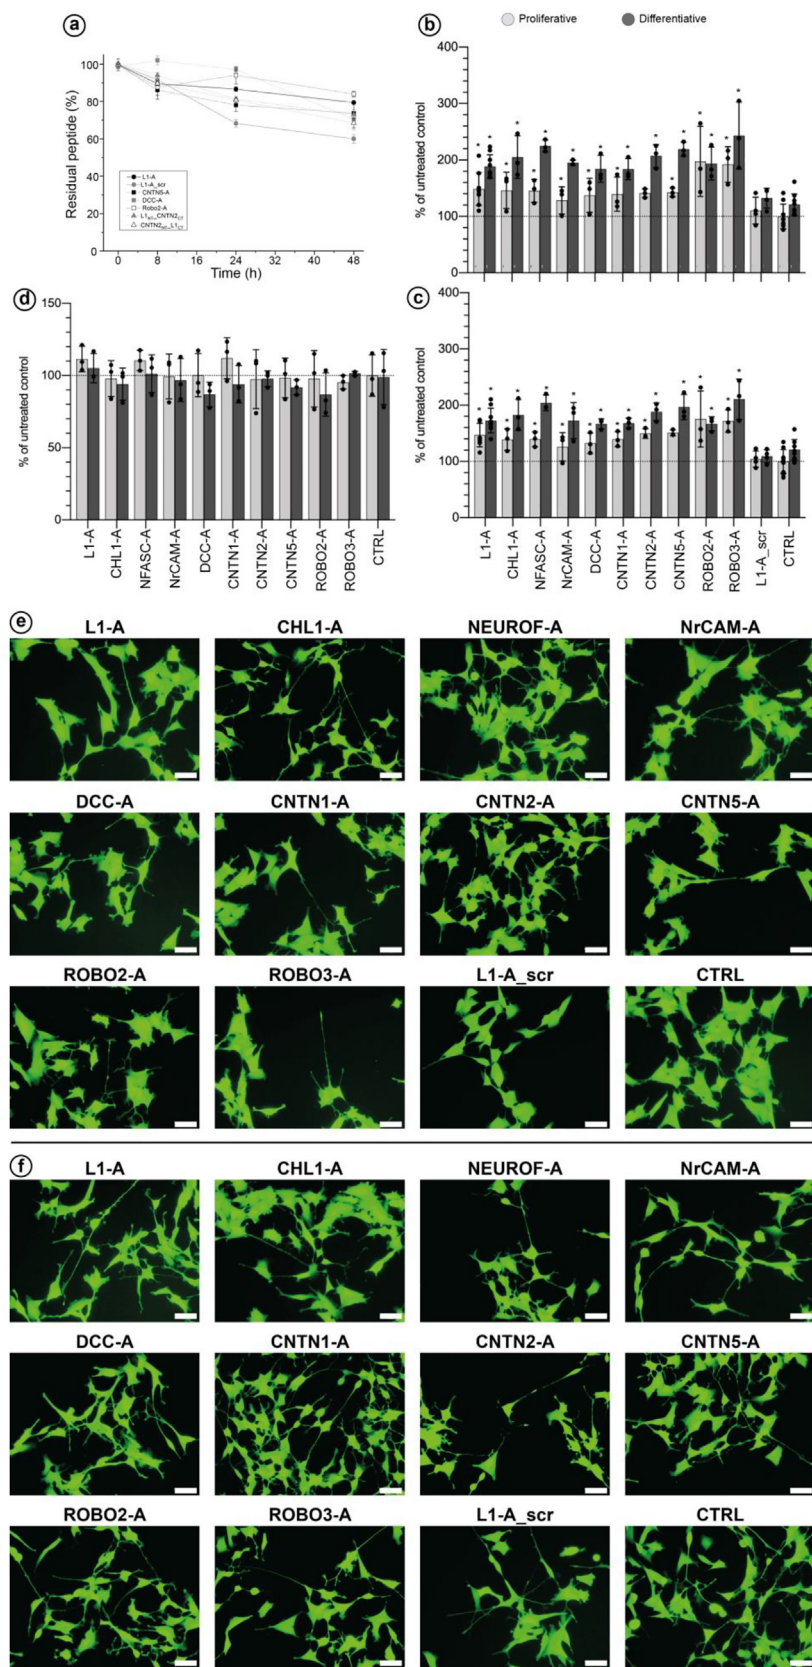 a
Residual peptide (%)
100
80
60
40
20
0
L1-A
L1-A_scr
CNTN5-A
DCC-A
Robo2-A
0 8 16 24 32 40 48
Time (h)
Proliferative Differentiative
b
% of untreated control
400
300
200
100
0
d
% of untreated control
150
100
50
0
L1-A
CHL1-A
NFASC-A
NrCAM-A
DCC-A
CNTN1-A
CNTN2-A
CNTN5-A
ROBO2-A
ROBO3-A
CTRL
c
% of untreated control
400
300
200
100
0
L1-A
CHL1-A
NFASC-A
NrCAM-A
DCC-A
CNTN1-A
CNTN2-A
CNTN5-A
ROBO2-A
ROBO3-A
L1-A_scr
CTRL
e
L1-A CHL1-A NEUROF-A NrCAM-A
DCC-A CNTN1-A CNTN2-A CNTN5-A
ROBO2-A ROBO3-A L1-A_scr CTRL
f
L1-A CHL1-A NEUROF-A NrCAM-A
DCC-A CNTN1-A CNTN2-A CNTN5-A
ROBO2-A ROBO3-A L1-A_scr CTRL